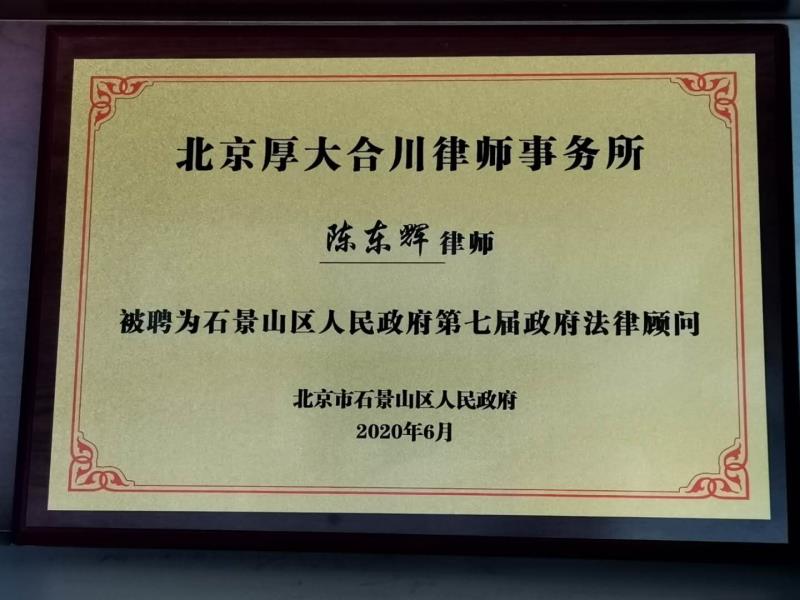 北京厚大合川律师事务所
陈东辉律师
被聘为石景山区人民政府第七届政府法律顾问
北京市石景山区人民政府
2020年6月